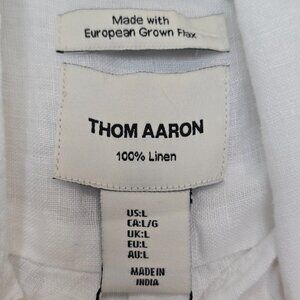 Made with
European Grown Flax
THOM AARON
100% Linen
US:L
CA:L/G
UK:L
EU:L
AU:L
MADE IN
INDIA